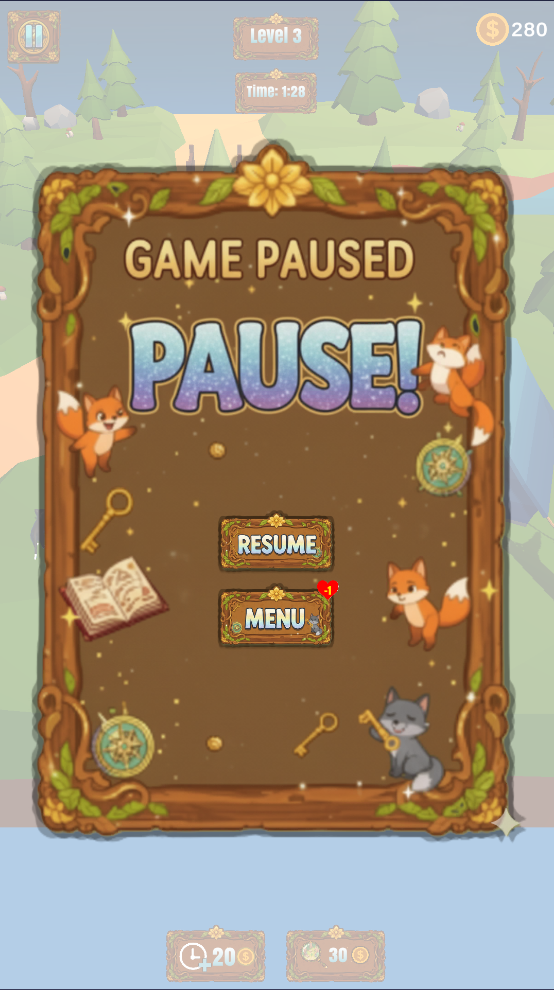 Level 3
$ 280
Time: 1:28
GAME PAUSED
PAUSE!
RESUME
-1
MENU
+20 $
30 $